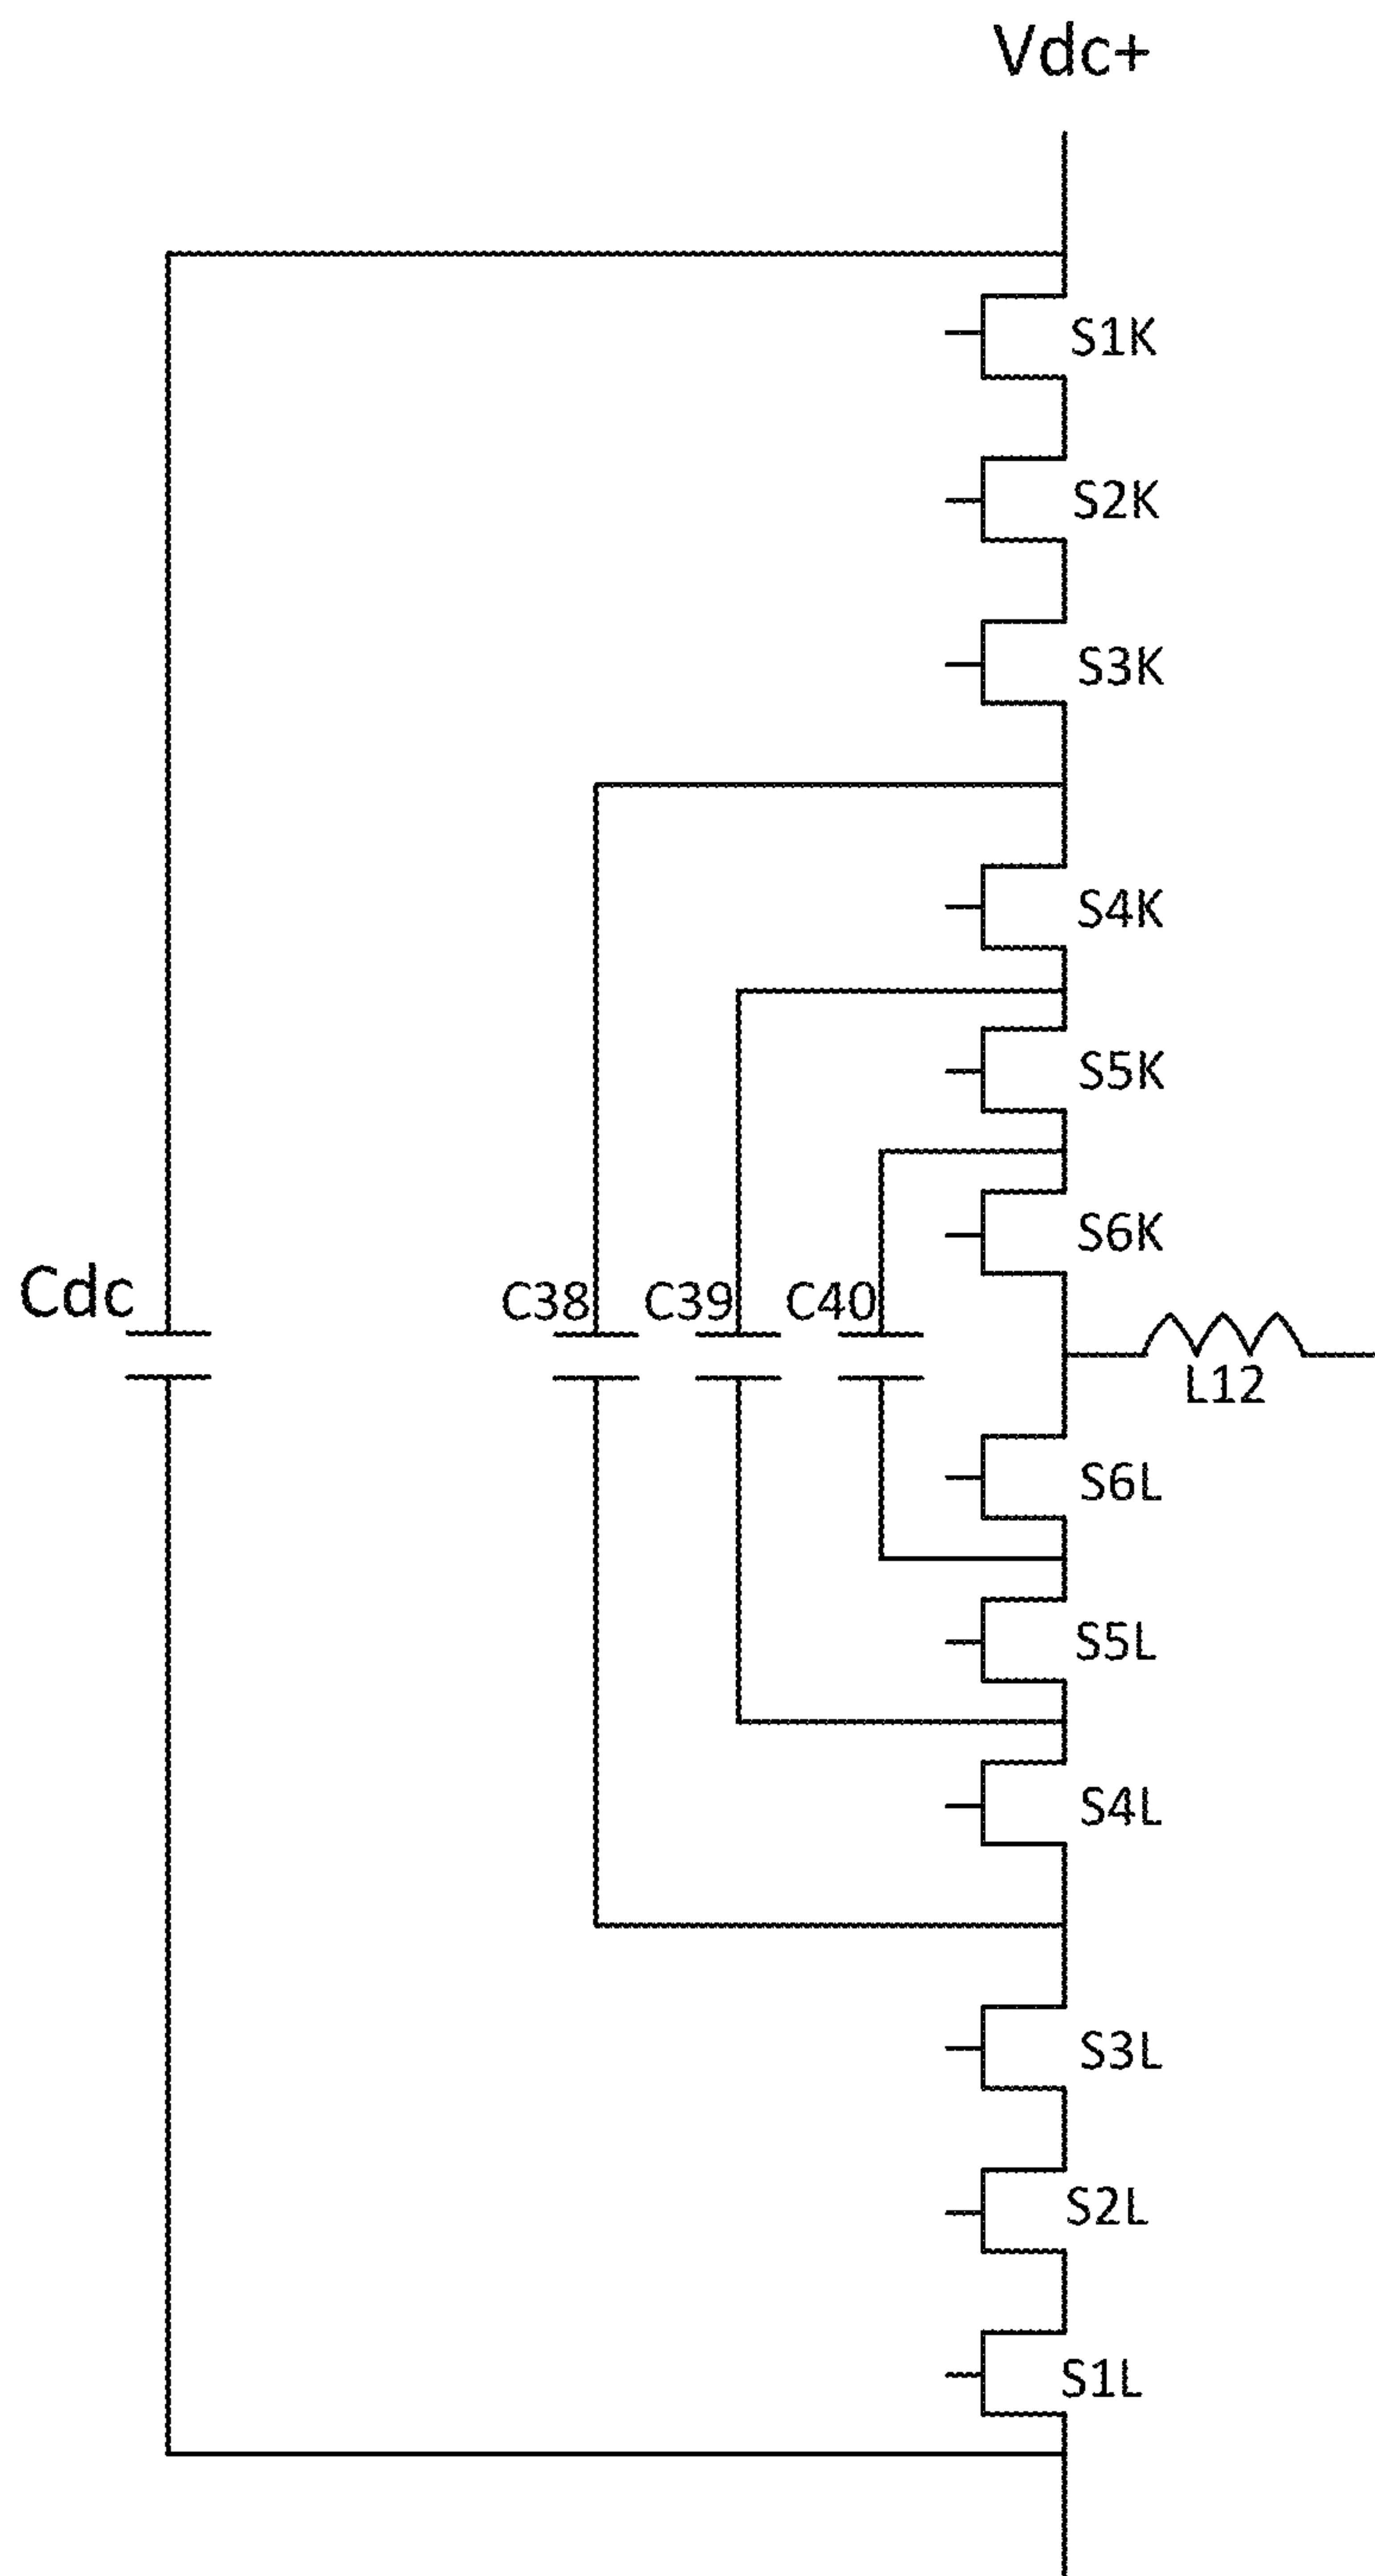 Vdc+
S1K
S2K
S3K
S4K
S5K
S6K
Cdc
C38
C39
C40
L12
S6L
S5L
S4L
S3L
S2L
S1L